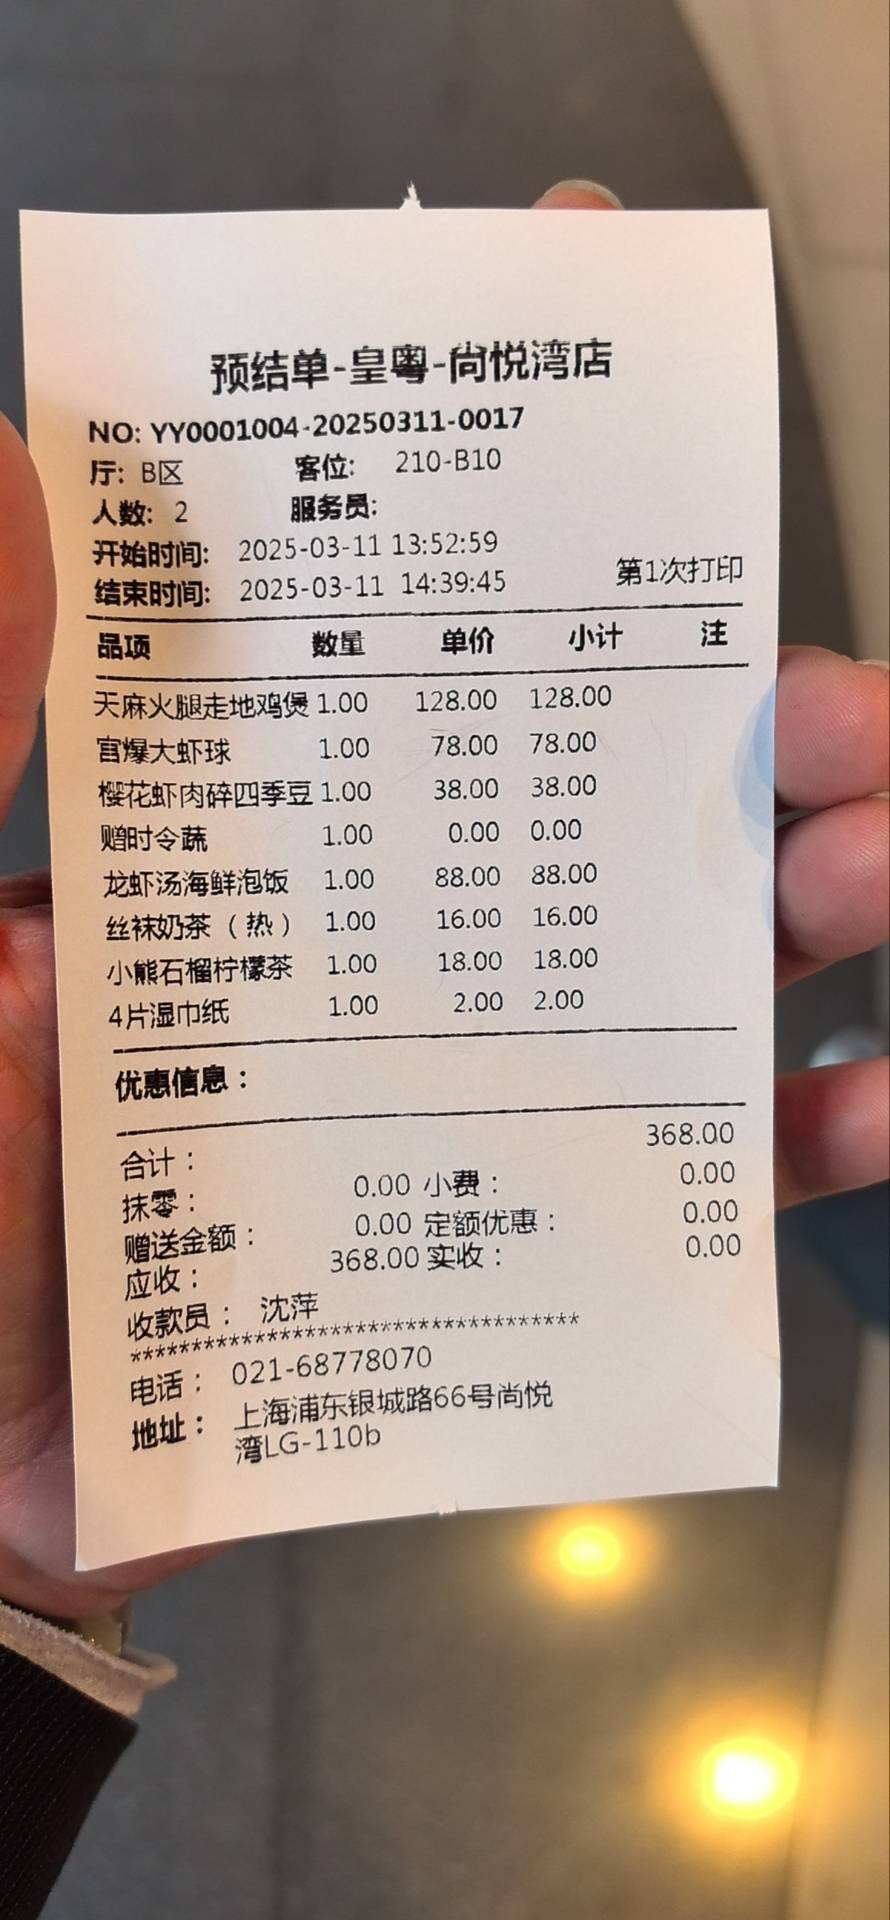 预结单-皇粤-尚悦湾店
NO: YY0001004-20250311-0017
厅: B区 客位: 210-B10
人数: 2 服务员:
开始时间: 2025-03-11 13:52:59
结束时间: 2025-03-11 14:39:45 第1次打印
品项 数量 单价 小计 注
天麻火腿走地鸡煲 1.00 128.00 128.00
宫爆大虾球 1.00 78.00 78.00
樱花虾肉碎四季豆 1.00 38.00 38.00
赠时令蔬 1.00 0.00 0.00
龙虾汤海鲜泡饭 1.00 88.00 88.00
丝袜奶茶（热） 1.00 16.00 16.00
小熊石榴柠檬茶 1.00 18.00 18.00
4片湿巾纸 1.00 2.00 2.00
优惠信息：
合计： 368.00
抹零： 0.00 小费： 0.00
赠送金额： 0.00 定额优惠： 0.00
应收： 368.00 实收： 0.00
收款员： 沈萍
*************************************
电话： 021-68778070
地址： 上海浦东银城路66号尚悦
湾LG-110b